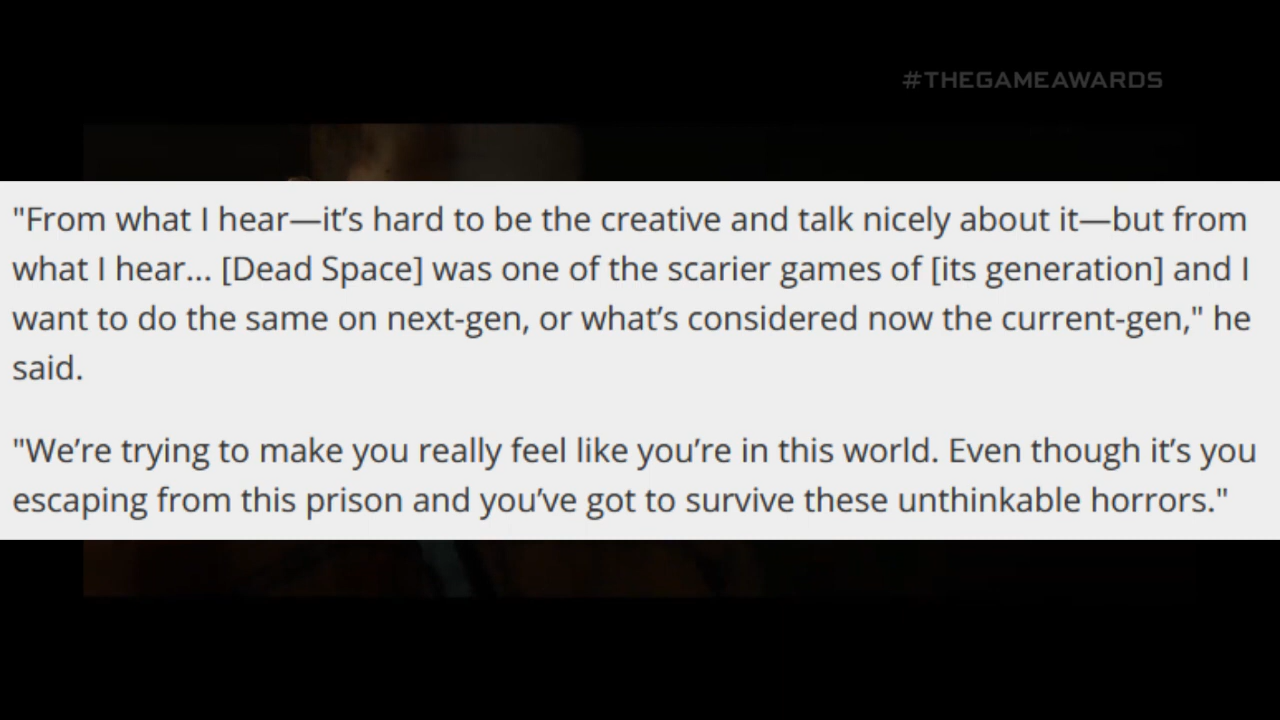 #THEGAMEAWARDS
"From what I hear—it’s hard to be the creative and talk nicely about it—but from
what I hear... [Dead Space] was one of the scarier games of [its generation] and I
want to do the same on next-gen, or what’s considered now the current-gen," he
said.
"We’re trying to make you really feel like you’re in this world. Even though it’s you
escaping from this prison and you’ve got to survive these unthinkable horrors."